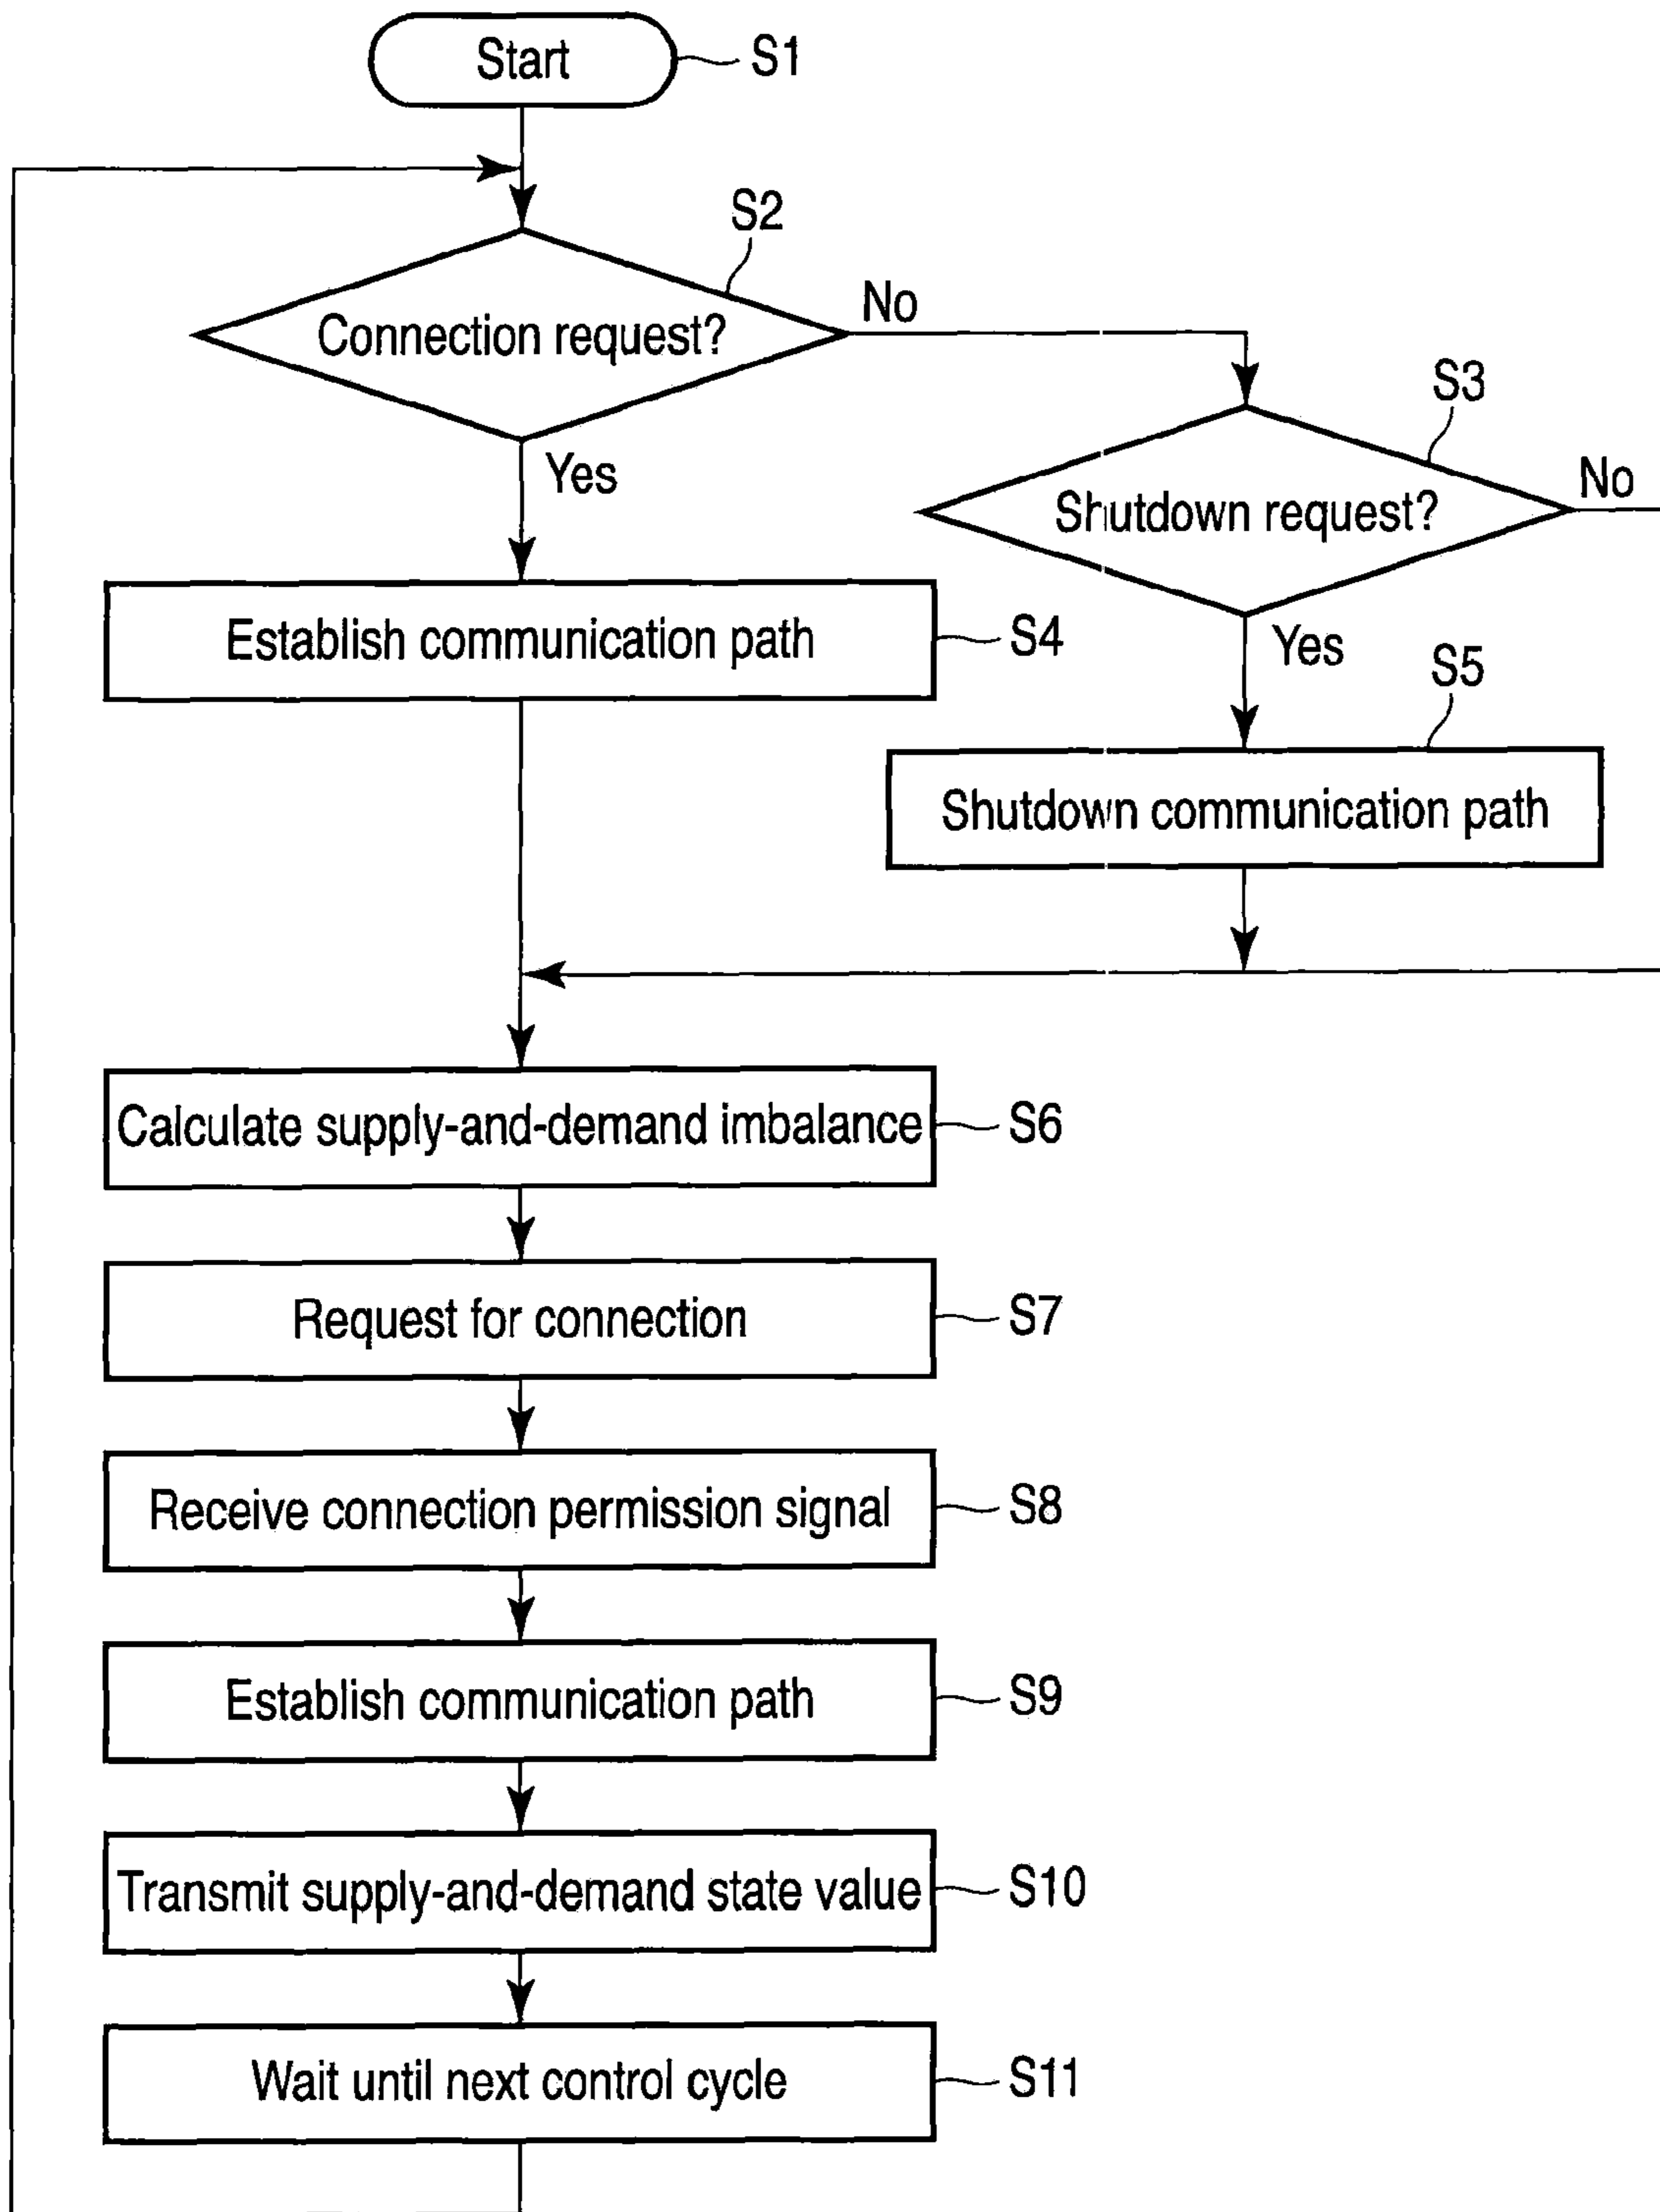 Start
S1
S2
Connection request?
No
Yes
S3
Shutdown request?
No
Yes
Establish communication path
S4
S5
Shutdown communication path
Calculate supply-and-demand imbalance
S6
Request for connection
S7
Receive connection permission signal
S8
Establish communication path
S9
Transmit supply-and-demand state value
S10
Wait until next control cycle
S11